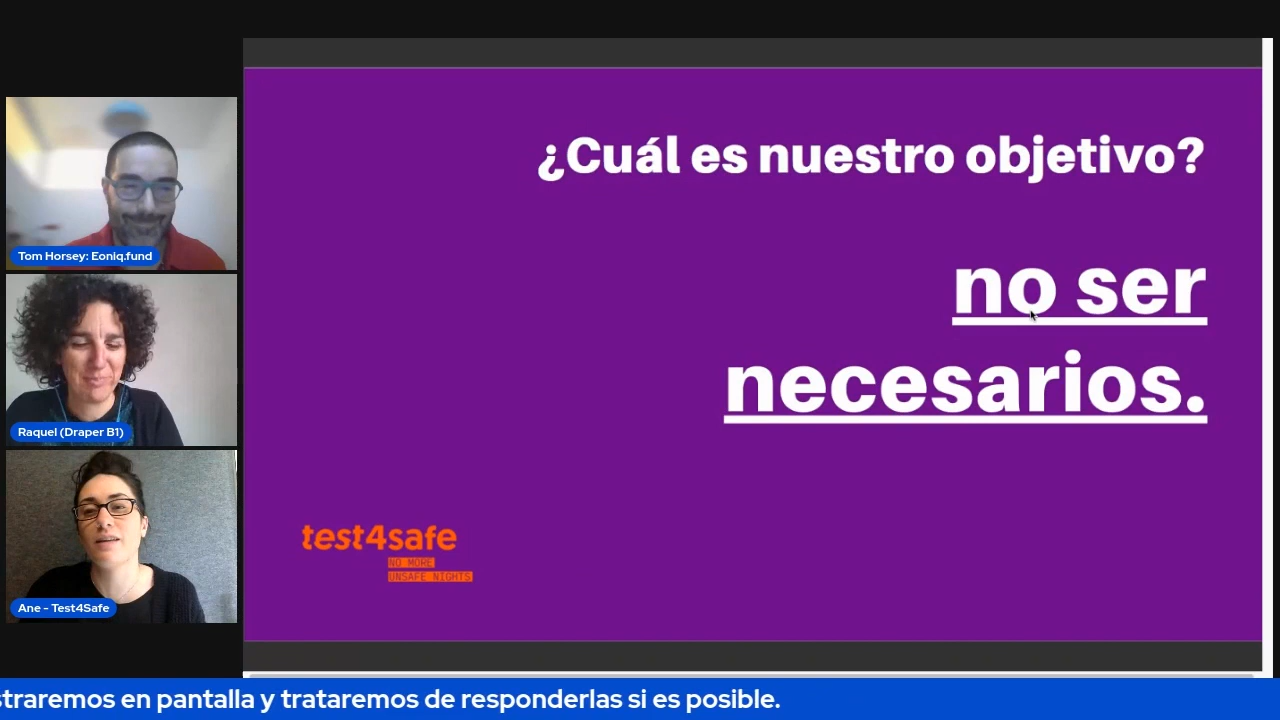 Tom Horsey: Eoniq.fund
Raquel (Draper B1)
Ane - Test4Safe
¿Cuál es nuestro objetivo?
no ser
necesarios.
test4safe
NO MORE
UNSAFE NIGHTS
straremos en pantalla y trataremos de responderlas si es posible.